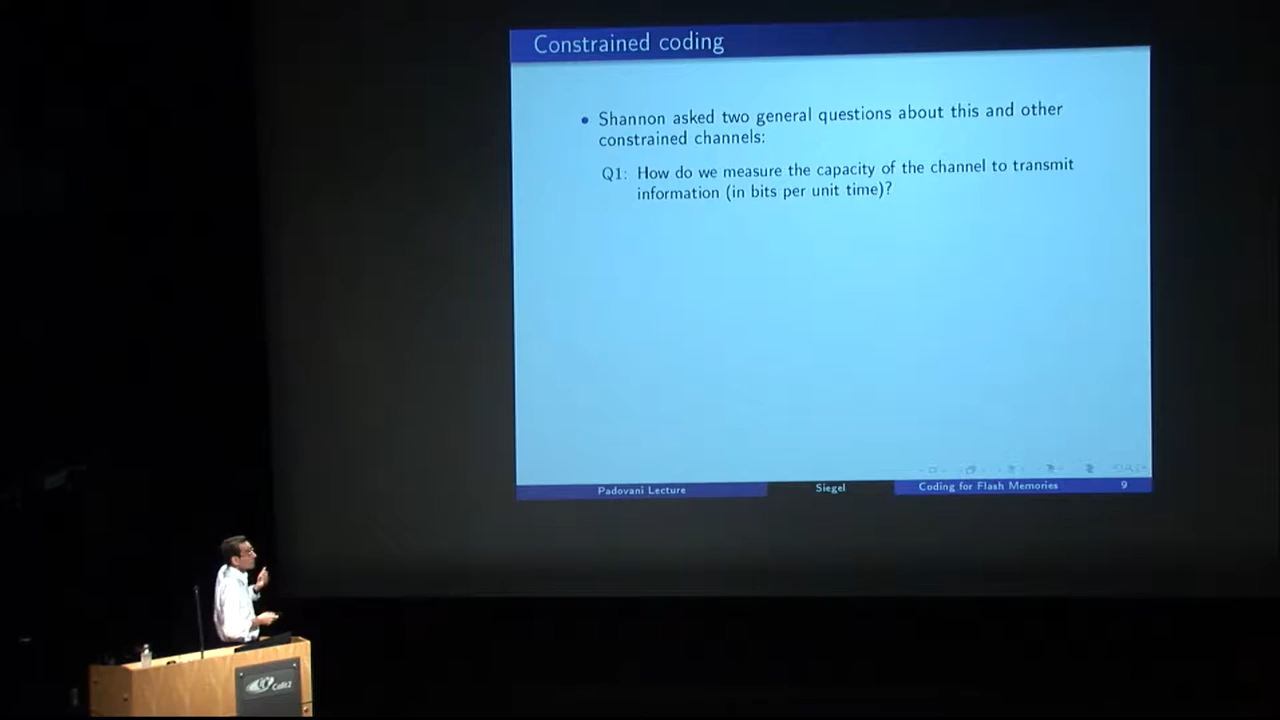 Constrained coding
• Shannon asked two general questions about this and other
constrained channels:
Q1: How do we measure the capacity of the channel to transmit
information (in bits per unit time)?
Padovani Lecture Siegel Coding for Flash Memories 9
Calit2